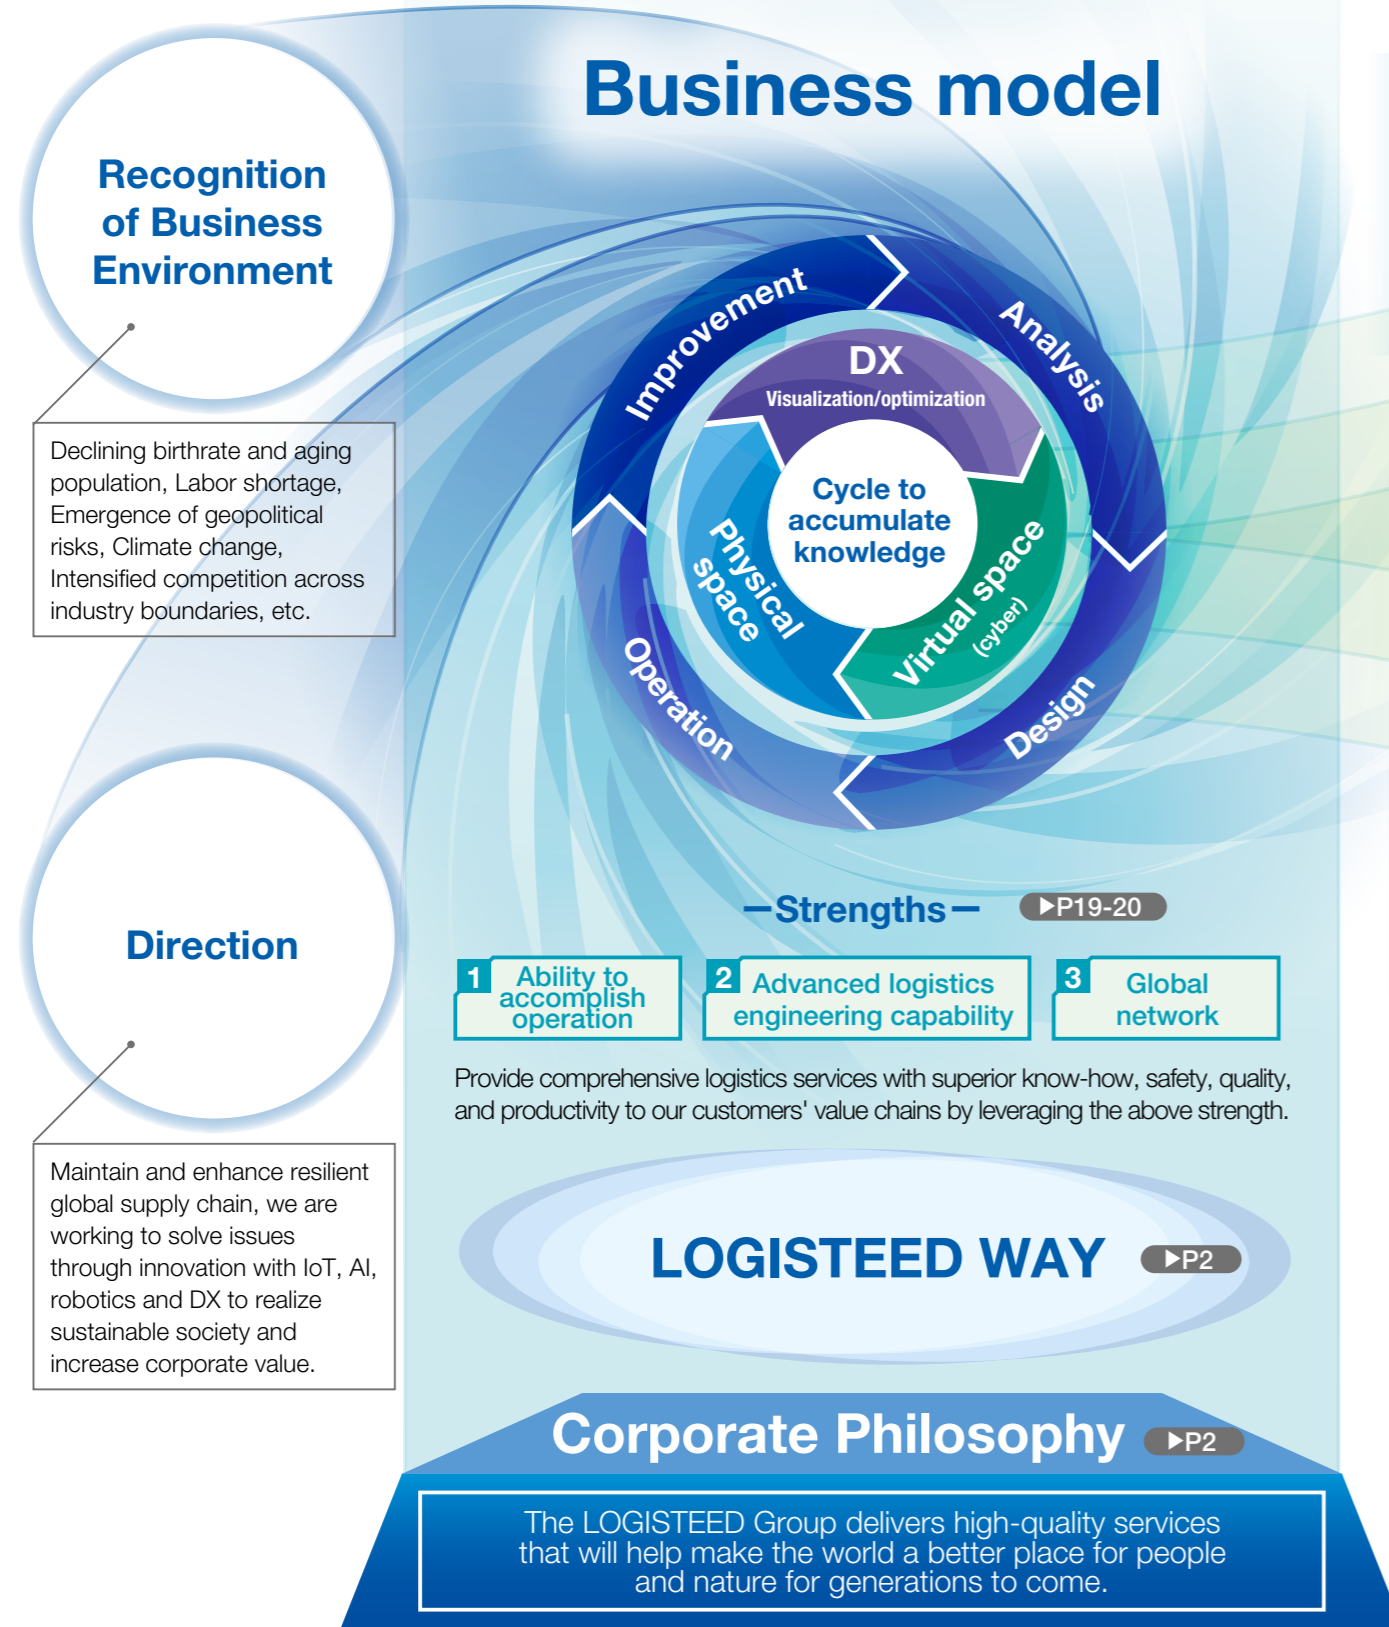 Business model
Recognition
of Business
Environment
Declining birthrate and aging
population, Labor shortage,
Emergence of geopolitical
risks, Climate change,
Intensified competition across
industry boundaries, etc.
Direction
Maintain and enhance resilient
global supply chain, we are
working to solve issues
through innovation with IoT, AI,
robotics and DX to realize
sustainable society and
increase corporate value.
Improvement
Analysis
Design
Operation
DX
Visualization/optimization
Virtual space
(cyber)
Physical
space
Cycle to
accumulate
knowledge
—Strengths— ▶P19-20
1 Ability to
accomplish
operation
2 Advanced logistics
engineering capability
3 Global
network
Provide comprehensive logistics services with superior know-how, safety, quality,
and productivity to our customers' value chains by leveraging the above strength.
LOGISTEED WAY ▶P2
Corporate Philosophy ▶P2
The LOGISTEED Group delivers high-quality services
that will help make the world a better place for people
and nature for generations to come.